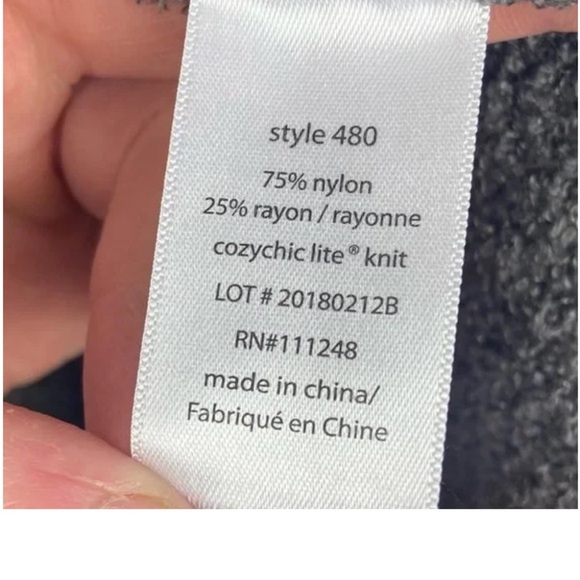 style 480
75% nylon
25% rayon / rayonne
cozychic lite® knit
LOT # 20180212B
RN#111248
made in china/
Fabriqué en Chine